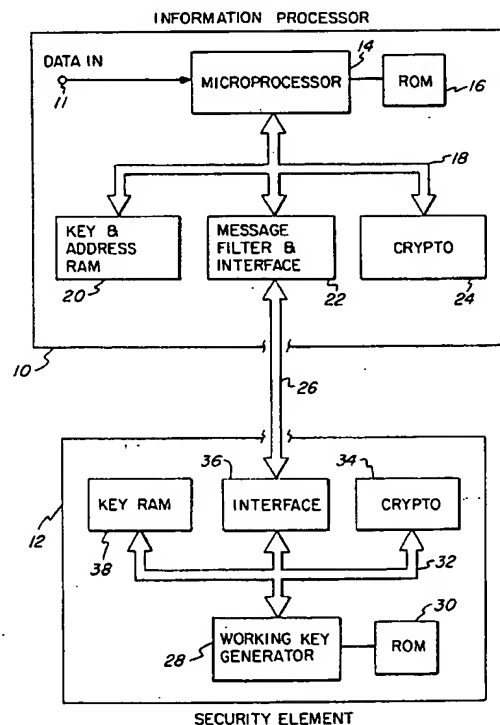 INFORMATION PROCESSOR
14
DATA IN
11
MICROPROCESSOR
ROM
16
18
KEY &
ADDRESS
RAM
20
MESSAGE
FILTER &
INTERFACE
22
CRYPTO
24
10
26
36
34
12
KEY RAM
38
INTERFACE
CRYPTO
32
30
28
WORKING KEY
GENERATOR
ROM
SECURITY ELEMENT